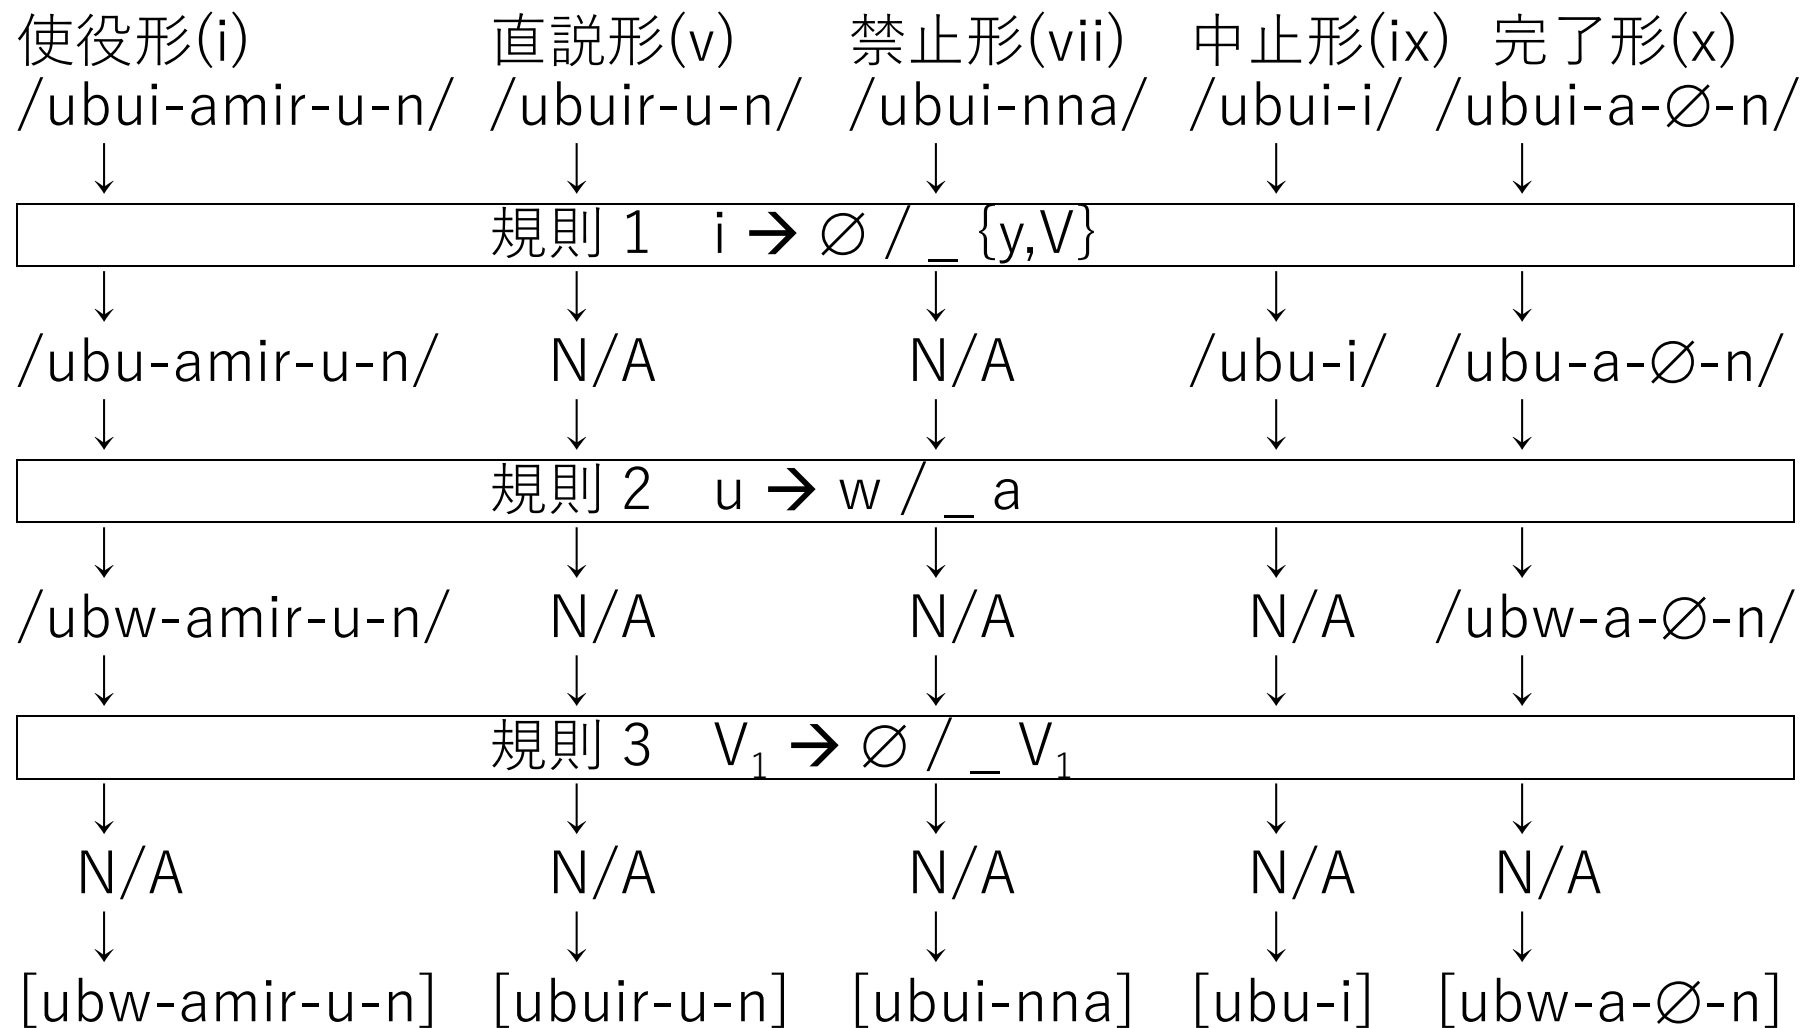 使役形(i) 直説形(v) 禁止形(vii) 中止形(ix) 完了形(x)
/ubui-amir-u-n/ /ubuir-u-n/ /ubui-nna/ /ubui-i/ /ubui-a-∅-n/
↓ ↓ ↓ ↓ ↓
規則 1 i → ∅ / _ {y,V}
↓ ↓ ↓ ↓ ↓
/ubu-amir-u-n/ N/A N/A /ubu-i/ /ubu-a-∅-n/
↓ ↓ ↓ ↓ ↓
規則 2 u → w / _ a
↓ ↓ ↓ ↓ ↓
/ubw-amir-u-n/ N/A N/A N/A /ubw-a-∅-n/
↓ ↓ ↓ ↓ ↓
規則 3 V₁ → ∅ / _ V₁
↓ ↓ ↓ ↓ ↓
N/A N/A N/A N/A N/A
↓ ↓ ↓ ↓ ↓
[ubw-amir-u-n] [ubuir-u-n] [ubui-nna] [ubu-i] [ubw-a-∅-n]